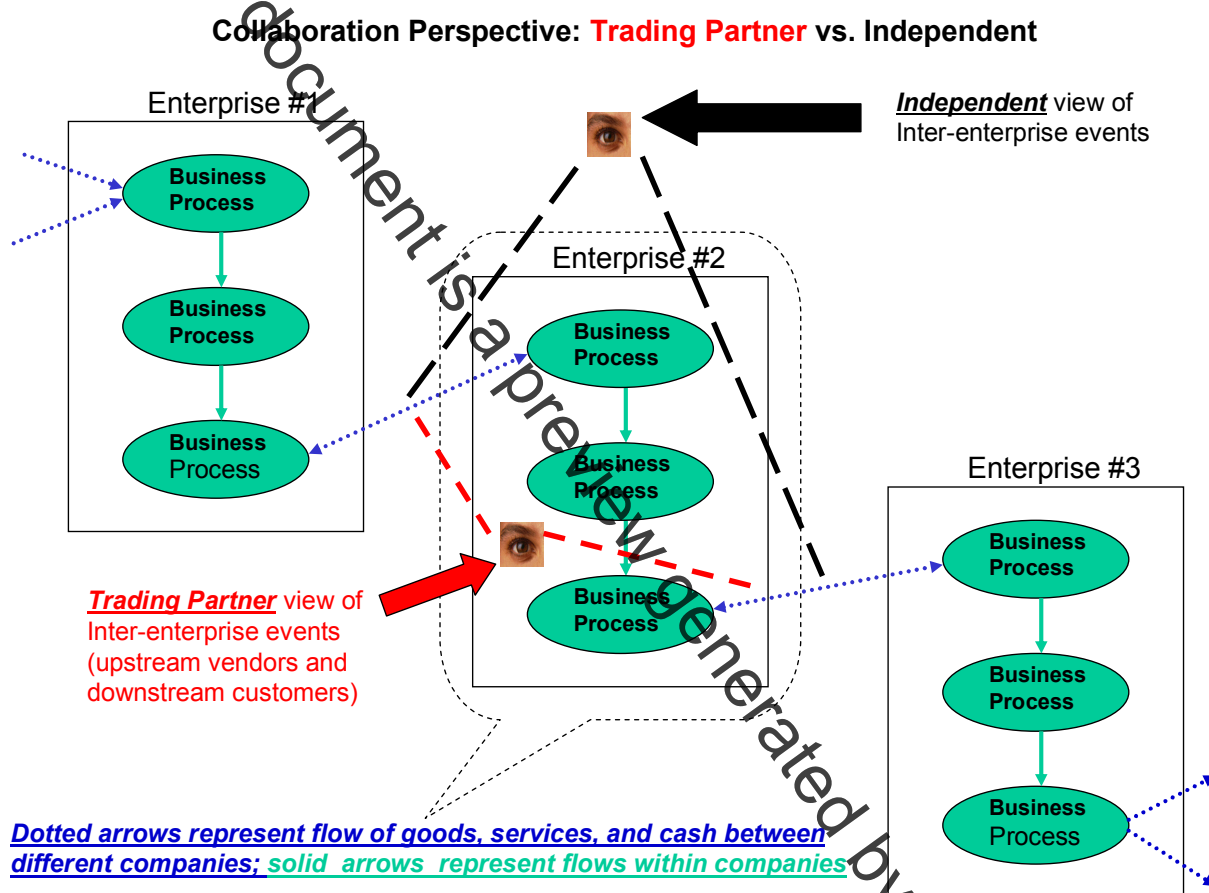 Collaboration Perspective: Trading Partner vs. Independent
Enterprise #1
Independent view of
Inter-enterprise events
Business
Process
Business
Process
Business
Process
Enterprise #2
Business
Process
Business
Process
Business
Process
Trading Partner view of
Inter-enterprise events
(upstream vendors and
downstream customers)
Enterprise #3
Business
Process
Business
Process
Business
Process
Dotted arrows represent flow of goods, services, and cash between
different companies; solid arrows represent flows within companies
document is a preview generated by